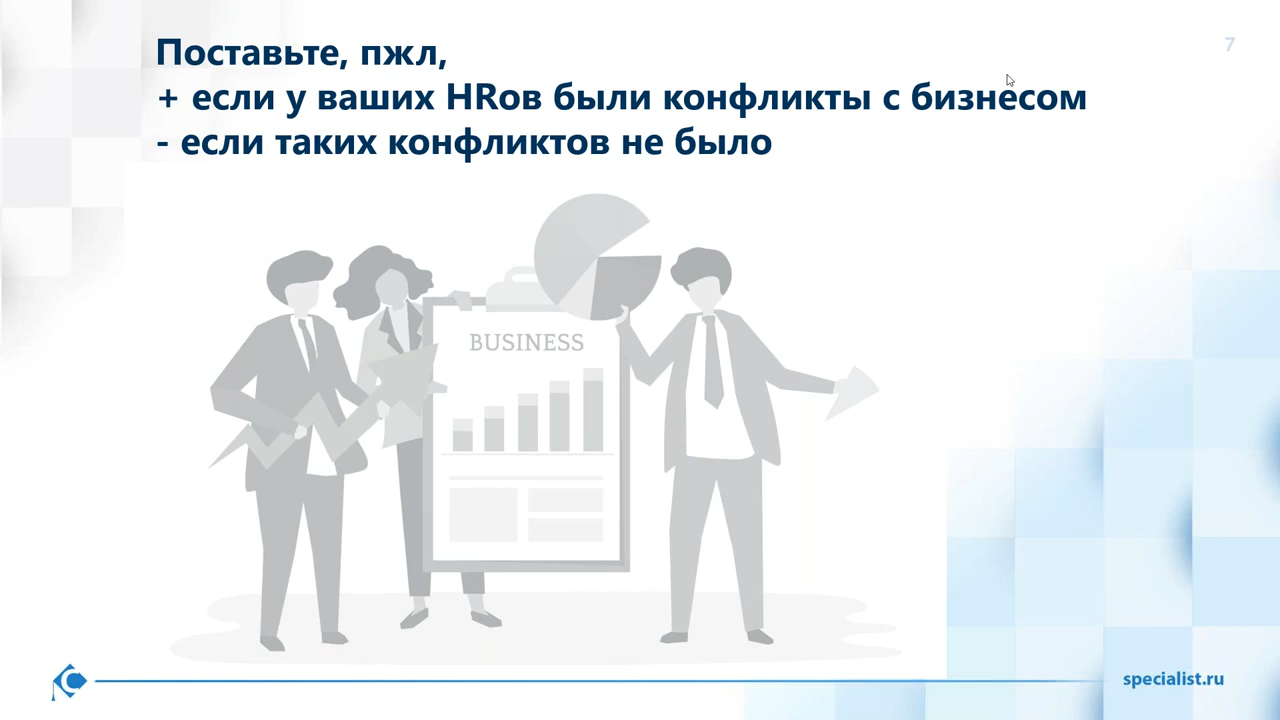 Поставьте, пжл,
+ если у ваших HRов были конфликты с бизнесом
- если таких конфликтов не было
7
BUSINESS
specialist.ru